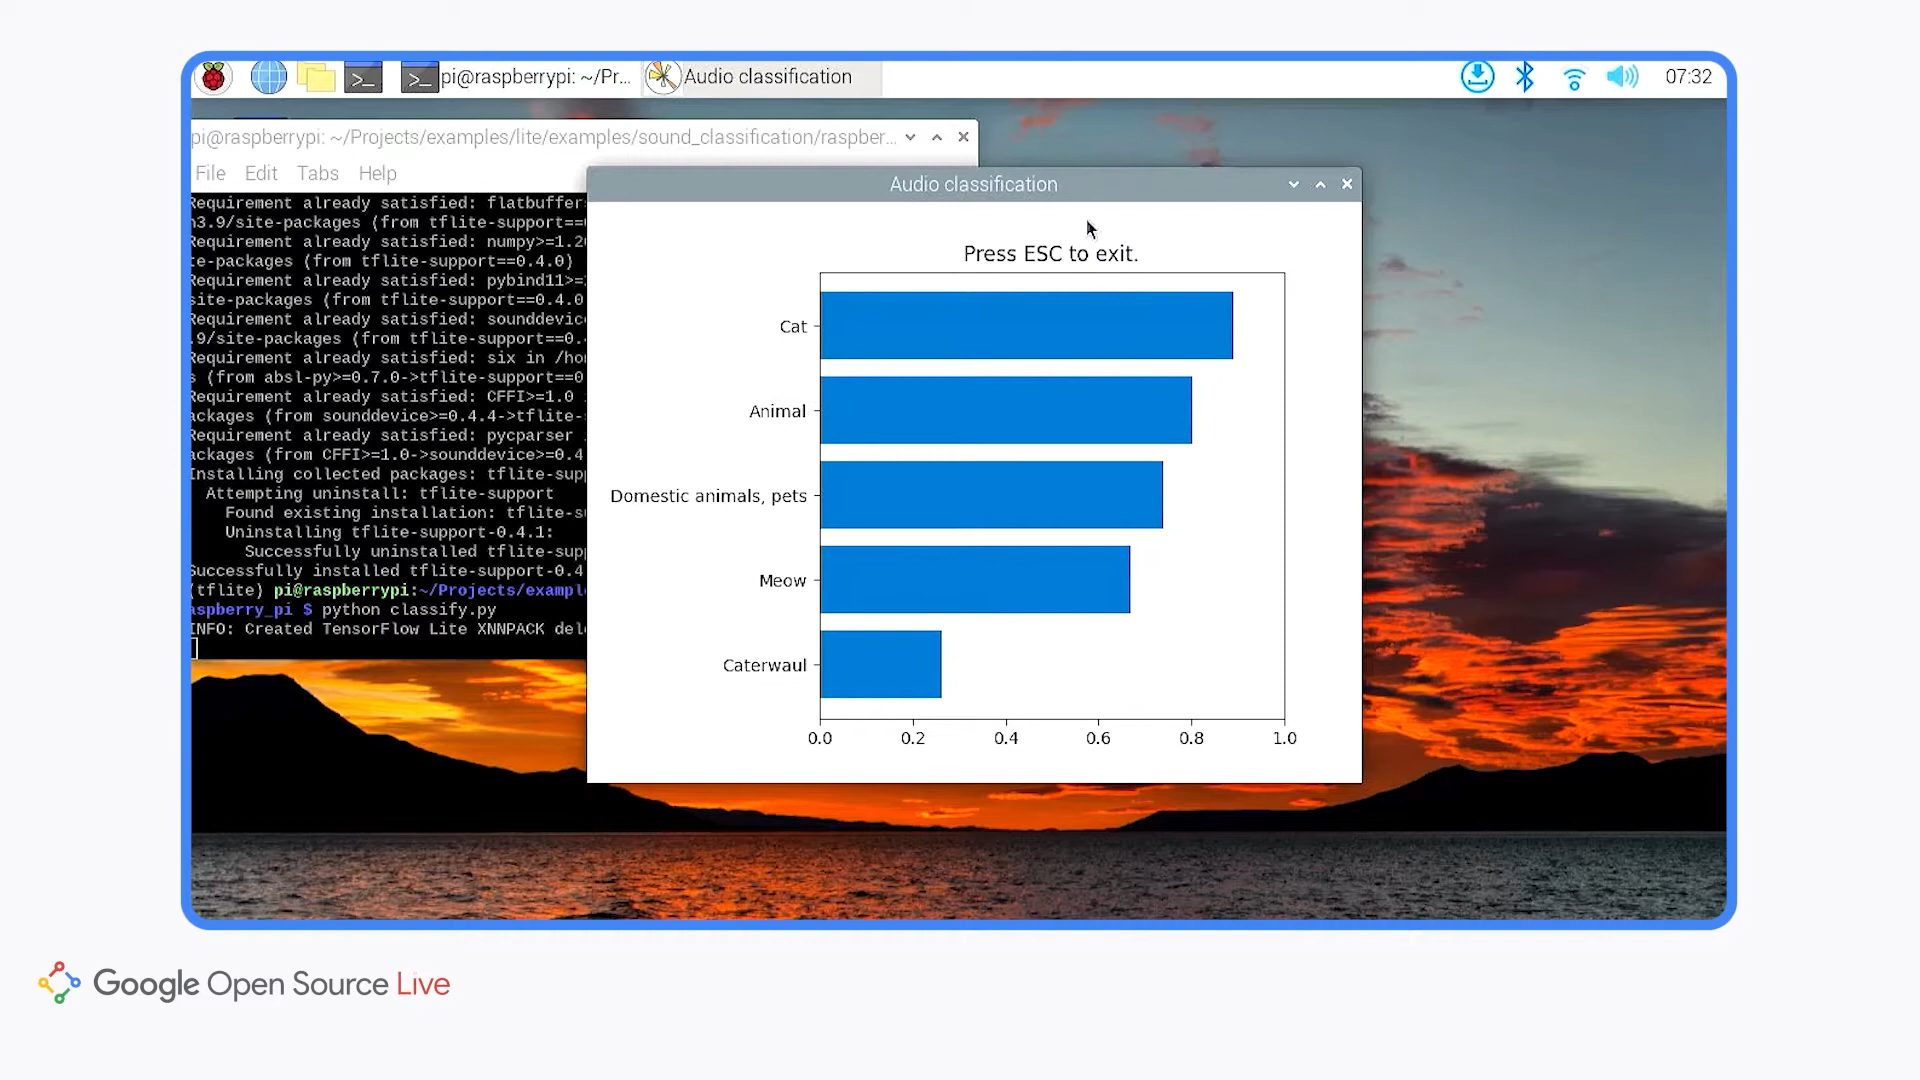 pi@raspberrypi: ~/Pr...
Audio classification
07:32
pi@raspberrypi: ~/Projects/examples/lite/examples/sound_classification/raspber...
File Edit Tabs Help
Requirement already satisfied: flatbuffers
n3.9/site-packages (from tflite-support==
Requirement already satisfied: numpy>=1.2
te-packages (from tflite-support==0.4.0)
Requirement already satisfied: pybind11>=
site-packages (from tflite-support==0.4.0
Requirement already satisfied: sounddevic
.9/site-packages (from tflite-support==0.
Requirement already satisfied: six in /ho
s (from absl-py>=0.7.0->tflite-support==0
Requirement already satisfied: CFFI>=1.0
ackages (from sounddevice>=0.4.4->tflite-
Requirement already satisfied: pycparser
ackages (from CFFI>=1.0->sounddevice>=0.4
Installing collected packages: tflite-sup
Attempting uninstall: tflite-support
Found existing installation: tflite-s
Uninstalling tflite-support-0.4.1:
Successfully uninstalled tflite-sup
Successfully installed tflite-support-0.4
(tflite) pi@raspberrypi:~/Projects/exampl
aspberry_pi $ python classify.py
INFO: Created TensorFlow Lite XNNPACK del
Audio classification
Press ESC to exit.
Cat
Animal
Domestic animals, pets
Meow
Caterwaul
0.0 0.2 0.4 0.6 0.8 1.0
Google Open Source Live